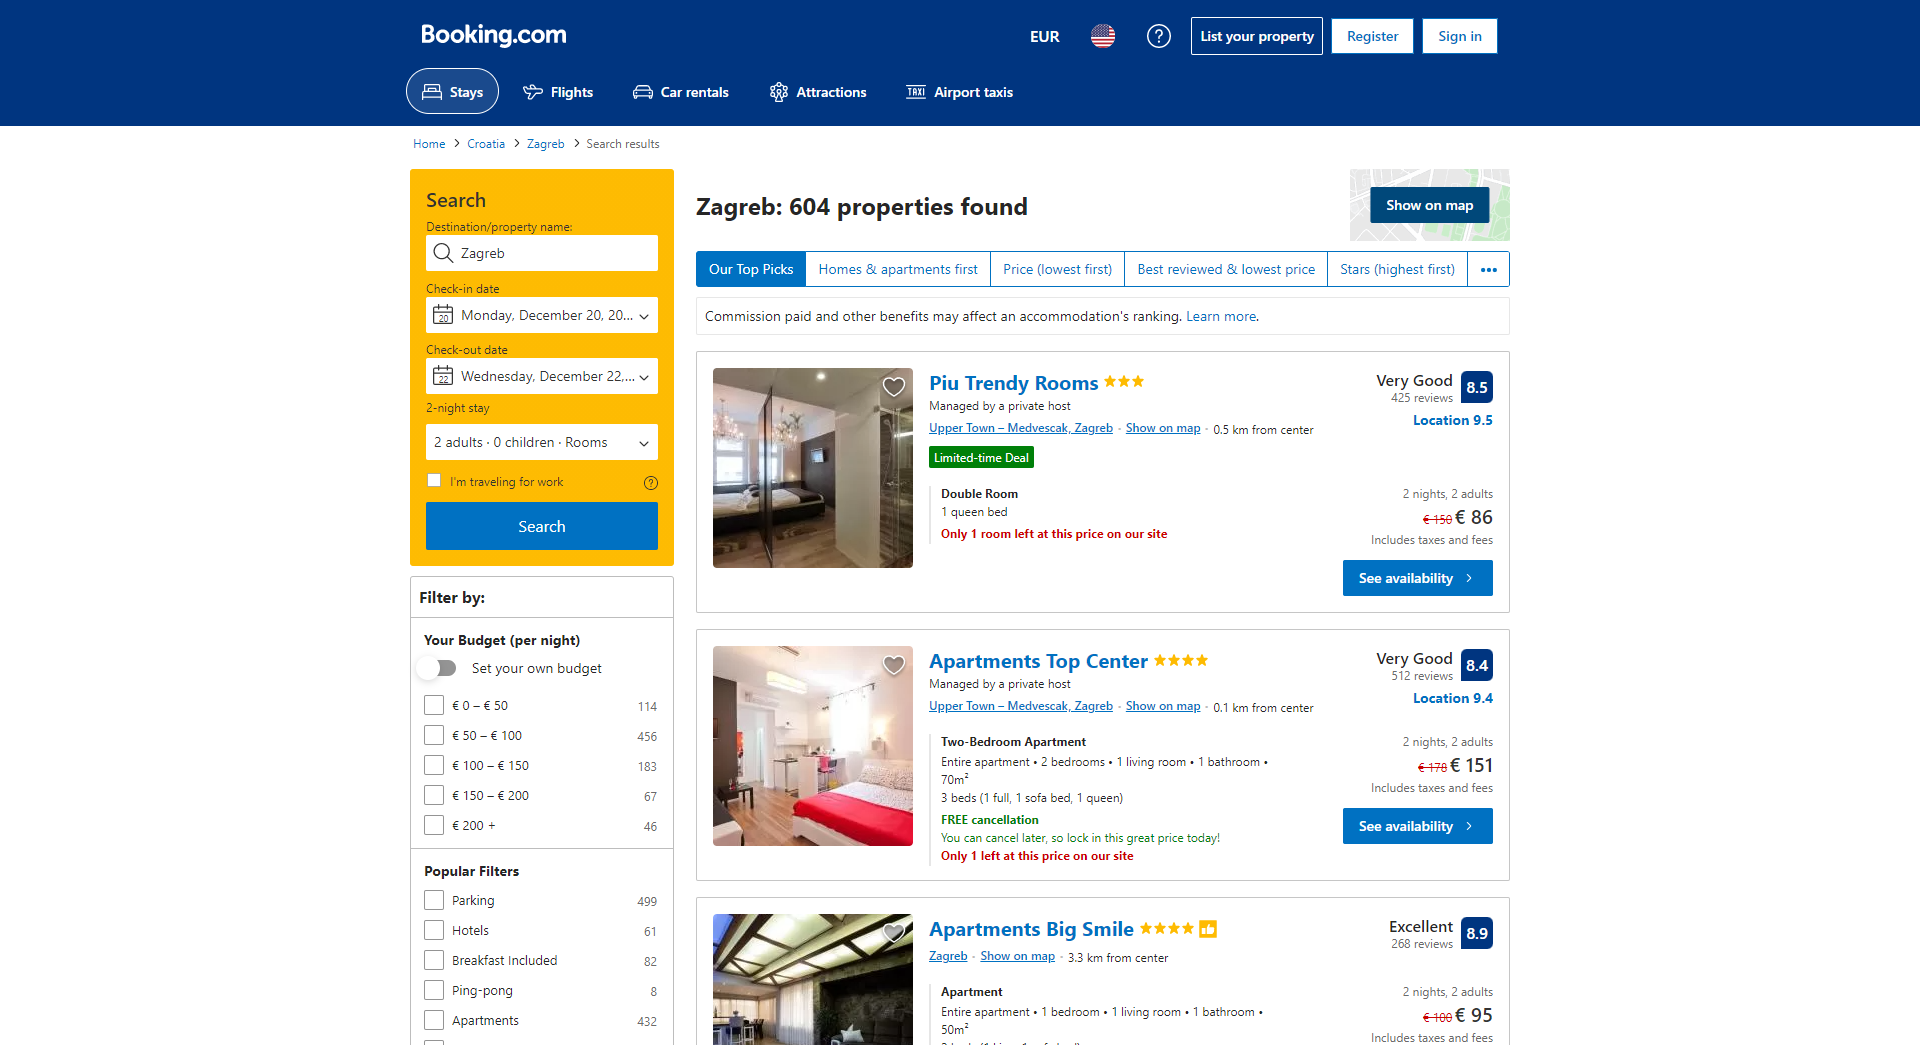 Booking.com
EUR
List your property
Register
Sign in
Stays
Flights
Car rentals
Attractions
TAXI
Airport taxis
Home
Croatia
Zagreb
Search results
Search
Destination/property name:
Zagreb
Check-in date
20
Monday, December 20, 20...
Check-out date
22
Wednesday, December 22,...
2-night stay
2 adults · 0 children · Rooms
I'm traveling for work
Search
Filter by:
Your Budget (per night)
Set your own budget
€ 0 – € 50 114
€ 50 – € 100 456
€ 100 – € 150 183
€ 150 – € 200 67
€ 200 + 46
Popular Filters
Parking 499
Hotels 61
Breakfast Included 82
Ping-pong 8
Apartments 432
Zagreb: 604 properties found
Show on map
Our Top Picks
Homes & apartments first
Price (lowest first)
Best reviewed & lowest price
Stars (highest first)
Commission paid and other benefits may affect an accommodation's ranking. Learn more.
Piu Trendy Rooms
Managed by a private host
Upper Town – Medvescak, Zagreb · Show on map · 0.5 km from center
Limited-time Deal
Double Room
1 queen bed
Only 1 room left at this price on our site
Very Good 8.5
425 reviews
Location 9.5
2 nights, 2 adults
€ 150 € 86
Includes taxes and fees
See availability
Apartments Top Center
Managed by a private host
Upper Town – Medvescak, Zagreb · Show on map · 0.1 km from center
Two-Bedroom Apartment
Entire apartment • 2 bedrooms • 1 living room • 1 bathroom •
70m²
3 beds (1 full, 1 sofa bed, 1 queen)
FREE cancellation
You can cancel later, so lock in this great price today!
Only 1 left at this price on our site
Very Good 8.4
512 reviews
Location 9.4
2 nights, 2 adults
€ 178 € 151
Includes taxes and fees
See availability
Apartments Big Smile
Zagreb · Show on map · 3.3 km from center
Apartment
Entire apartment • 1 bedroom • 1 living room • 1 bathroom •
50m²
Excellent 8.9
268 reviews
2 nights, 2 adults
€ 100 € 95
Includes taxes and fees